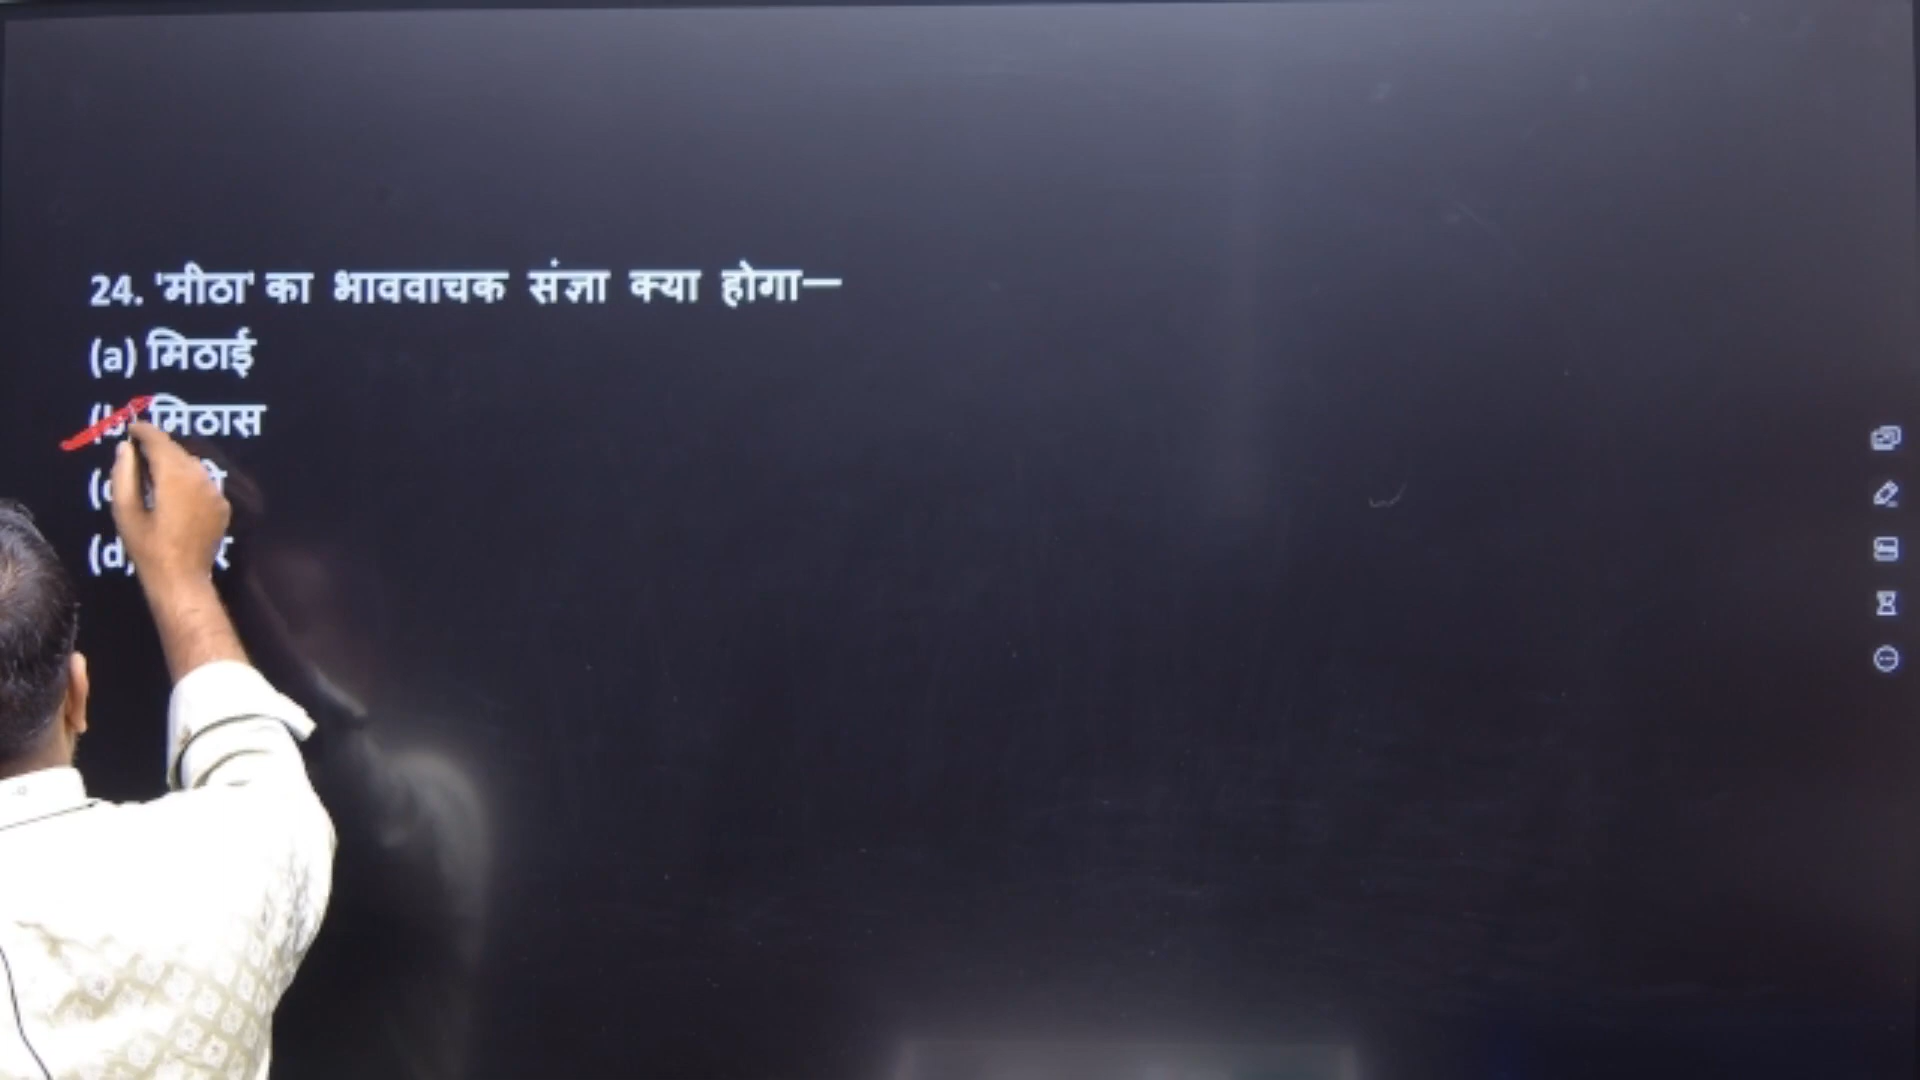 24. 'मीठा' का भाववाचक संज्ञा क्या होगा—
(a) मिठाई
(b) मिठास
(c
(d)